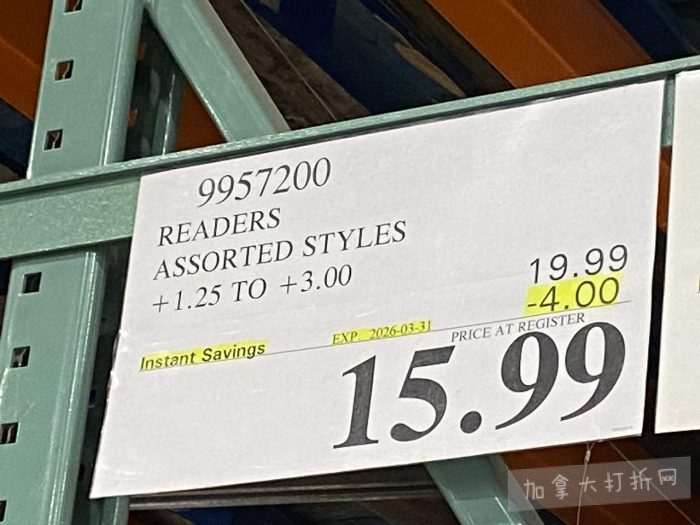 9957200
READERS
ASSORTED STYLES
+1.25 TO +3.00
19.99
-4.00
Instant Savings
EXP. 2026-03-31
PRICE AT REGISTER
15.99
加拿大打折网